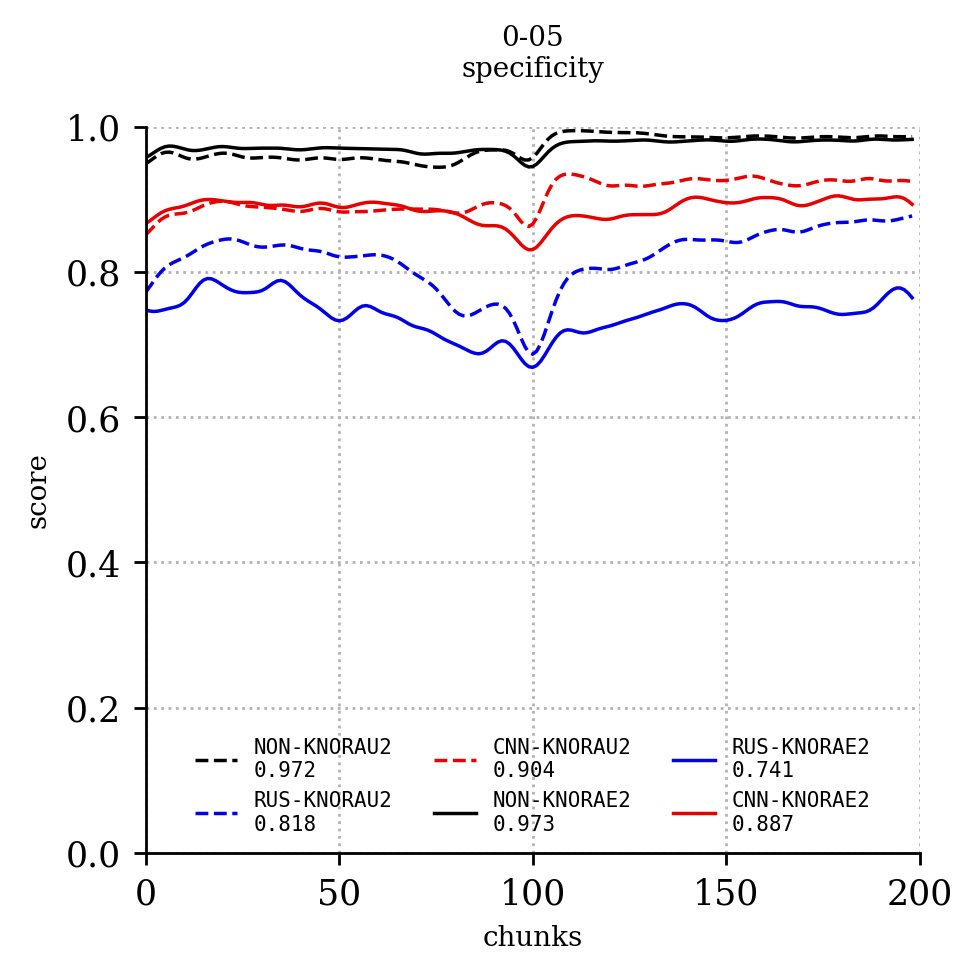 0-05
specificity
1.0
0.8
0.6
0.4
0.2
0.0
score
NON-KNORAU2
0.972
RUS-KNORAU2
0.818
CNN-KNORAU2
0.904
NON-KNORAE2
0.973
RUS-KNORAE2
0.741
CNN-KNORAE2
0.887
0 50 100 150 200
chunks